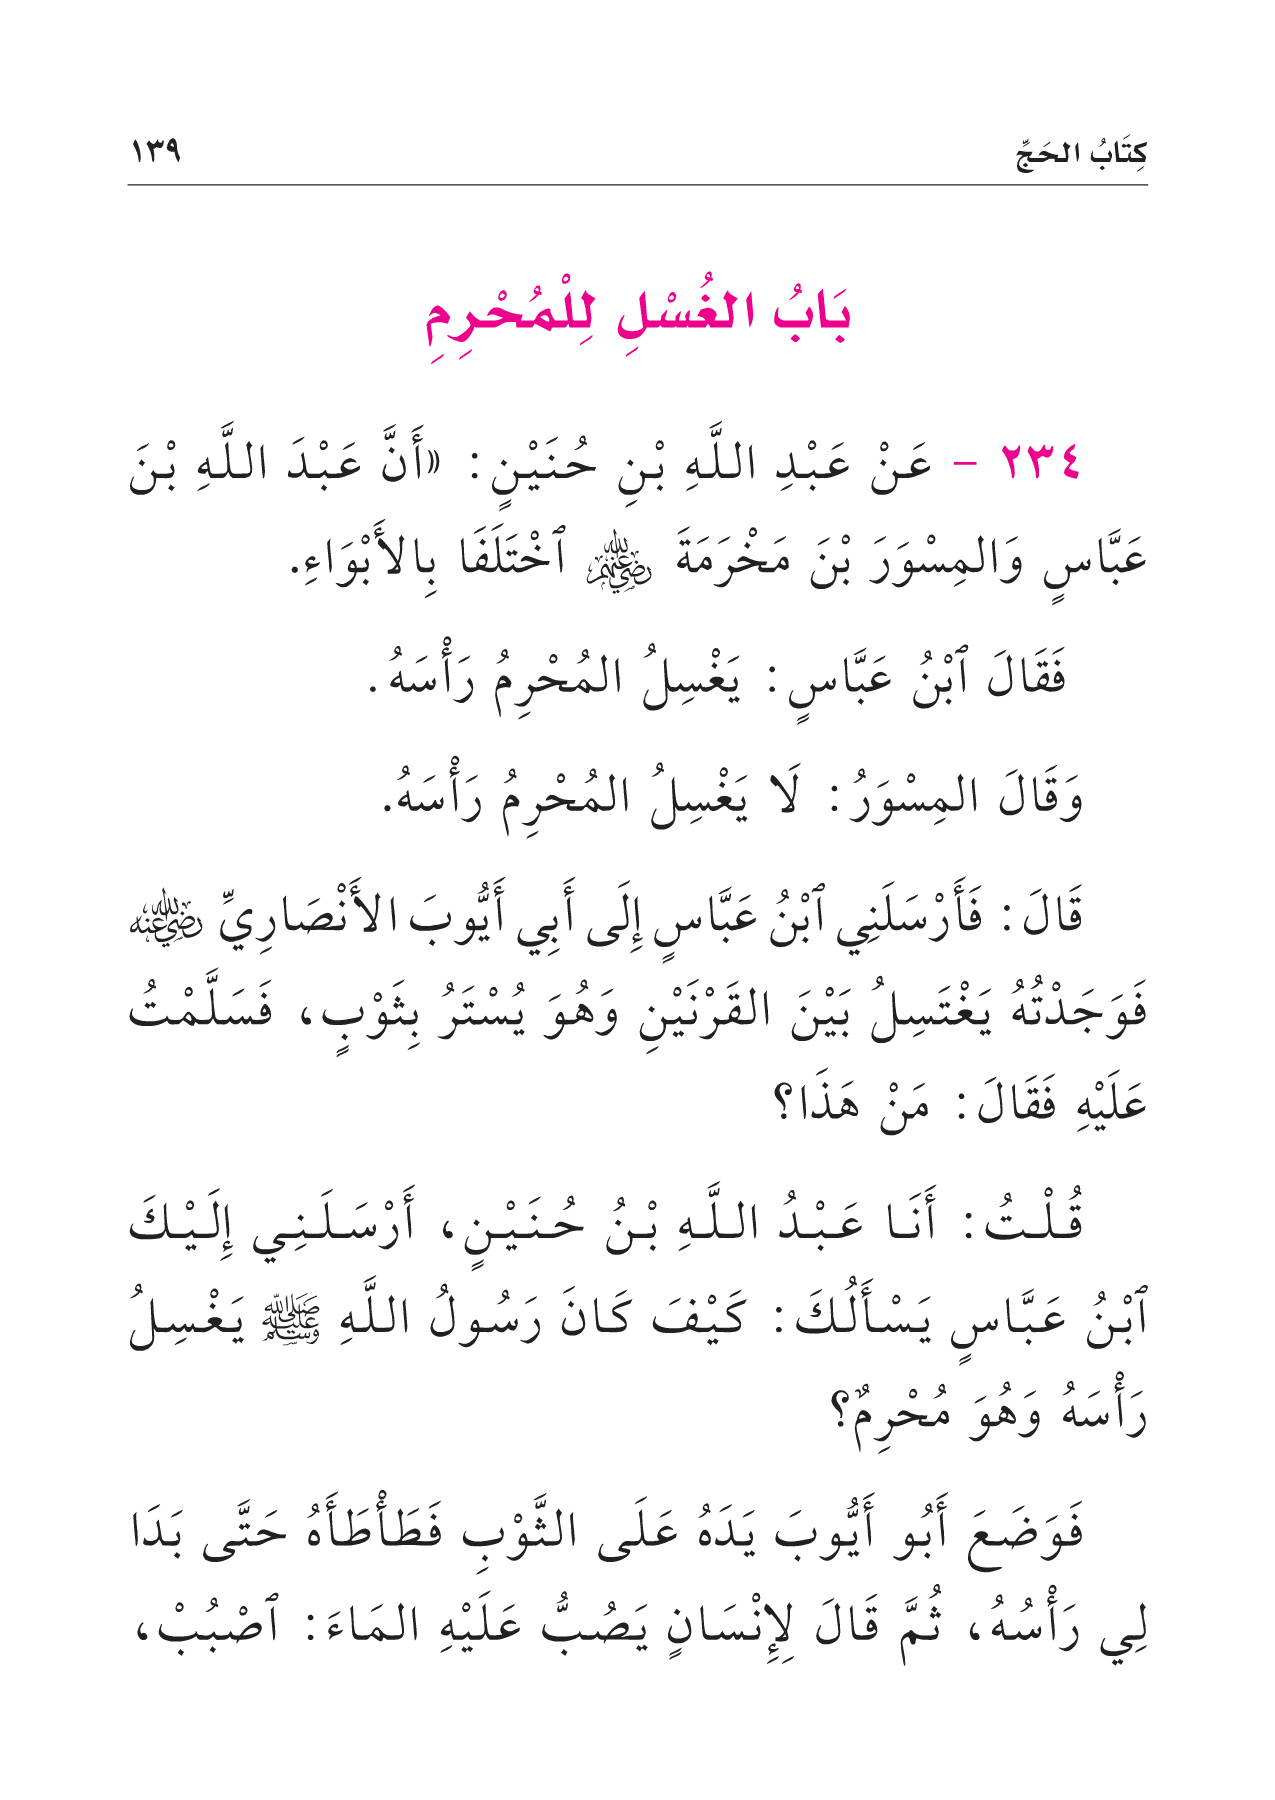 كِتَابُ الحَجِّ ١٣٩
بَابُ الغُسْلِ لِلْمُحْرِمِ
٢٣٤ - عَنْ عَبْدِ اللَّهِ بْنِ حُنَيْنٍ: «أَنَّ عَبْدَ اللَّهِ بْنَ
عَبَّاسٍ وَالمِسْوَرَ بْنَ مَخْرَمَةَ رضي الله عنهم ٱخْتَلَفَا بِالأَبْوَاءِ.
فَقَالَ ٱبْنُ عَبَّاسٍ: يَغْسِلُ المُحْرِمُ رَأْسَهُ.
وَقَالَ المِسْوَرُ: لَا يَغْسِلُ المُحْرِمُ رَأْسَهُ.
قَالَ: فَأَرْسَلَنِي ٱبْنُ عَبَّاسٍ إِلَى أَبِي أَيُّوبَ الأَنْصَارِيِّ رضي الله عنه
فَوَجَدْتُهُ يَغْتَسِلُ بَيْنَ القَرْنَيْنِ وَهُوَ يُسْتَرُ بِثَوْبٍ، فَسَلَّمْتُ
عَلَيْهِ فَقَالَ: مَنْ هَذَا؟
قُلْتُ: أَنَا عَبْدُ اللَّهِ بْنُ حُنَيْنٍ، أَرْسَلَنِي إِلَيْكَ
ٱبْنُ عَبَّاسٍ يَسْأَلُكَ: كَيْفَ كَانَ رَسُولُ اللَّهِ ﷺ يَغْسِلُ
رَأْسَهُ وَهُوَ مُحْرِمٌ؟
فَوَضَعَ أَبُو أَيُّوبَ يَدَهُ عَلَى الثَّوْبِ فَطَأْطَأَهُ حَتَّى بَدَا
لِي رَأْسُهُ، ثُمَّ قَالَ لِإِنْسَانٍ يَصُبُّ عَلَيْهِ المَاءَ: ٱصْبُبْ،